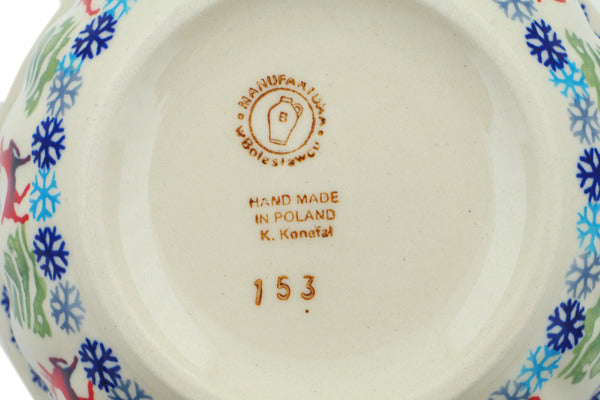 MANUFAKTURA
w Bolesławcu
B
HAND MADE
IN POLAND
K. Konefał
153